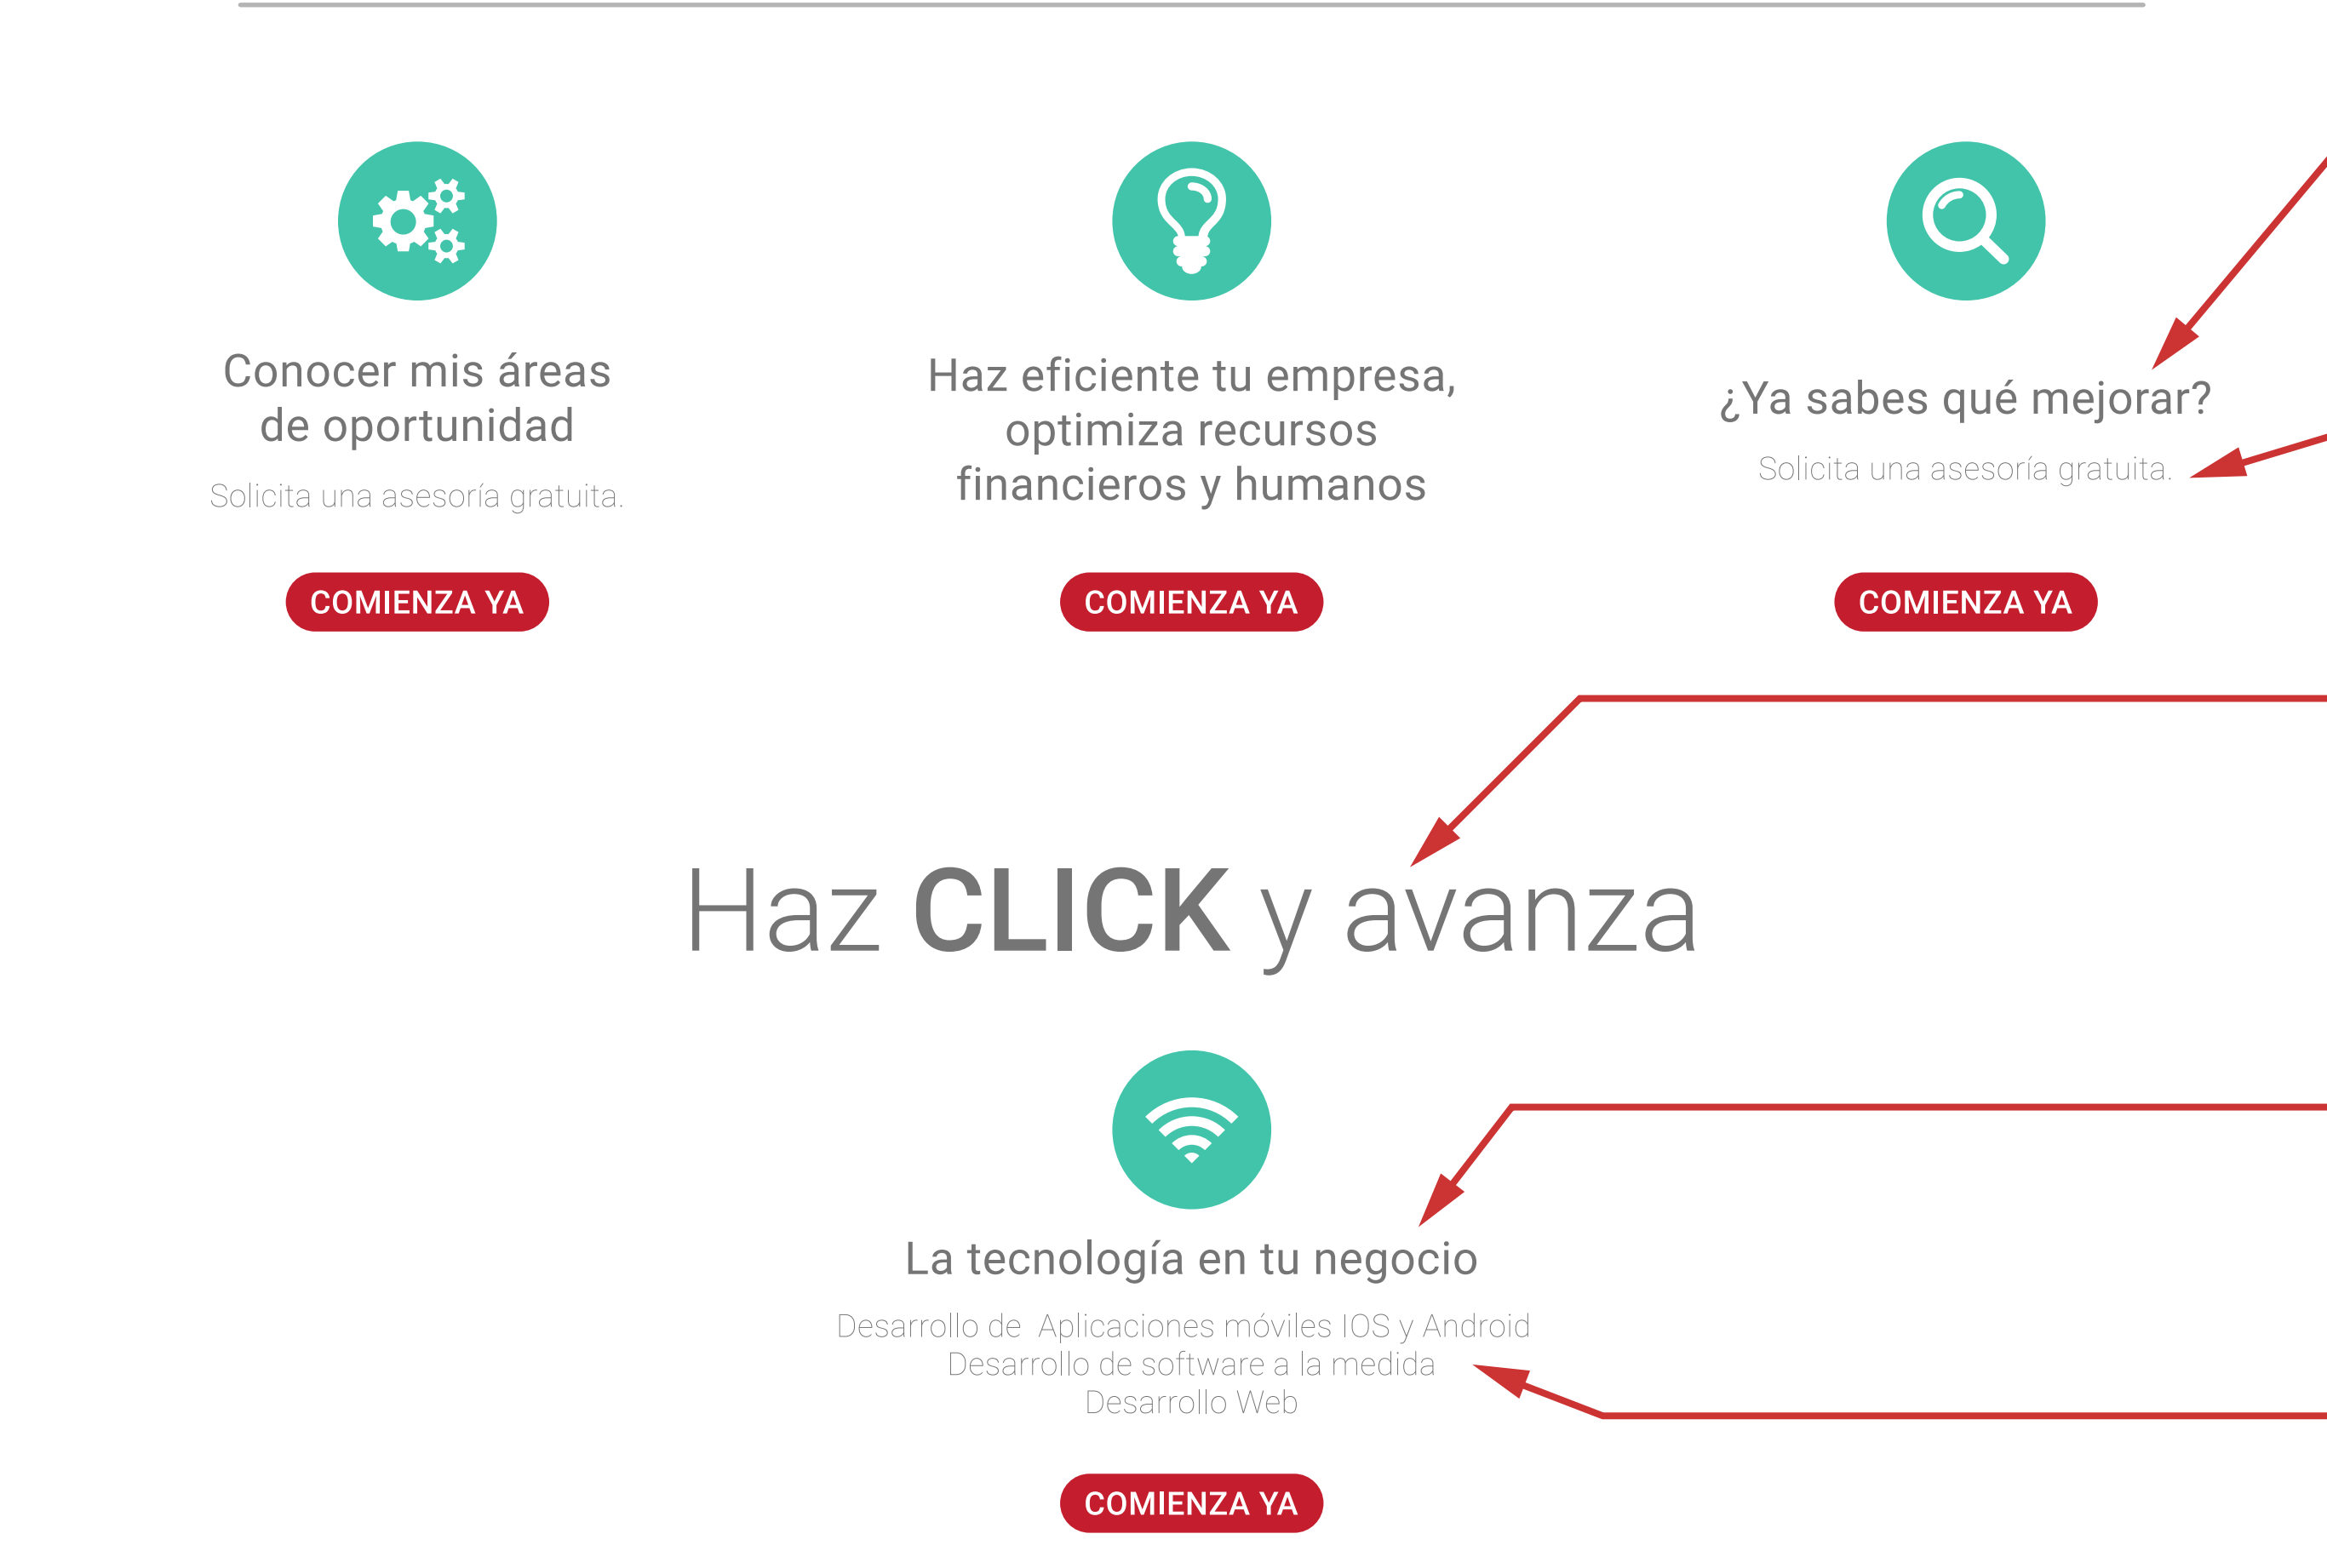 Conocer mis áreas
de oportunidad
Solicita una asesoría gratuita.
COMIENZA YA
Haz eficiente tu empresa,
optimiza recursos
financieros y humanos
COMIENZA YA
¿Ya sabes qué mejorar?
Solicita una asesoría gratuita.
COMIENZA YA
Haz CLICK y avanza
La tecnología en tu negocio
Desarrollo de  Aplicaciones móviles IOS y Android
Desarrollo de software a la medida
Desarrollo Web
COMIENZA YA